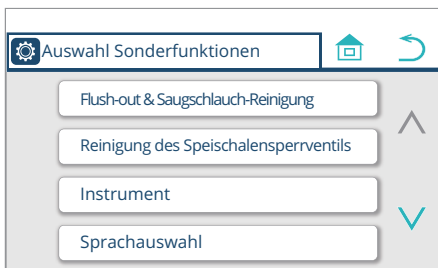 Auswahl Sonderfunktionen
Flush-out & Saugschlauch-Reinigung
Reinigung des Speischalensperrventils
Instrument
Sprachauswahl